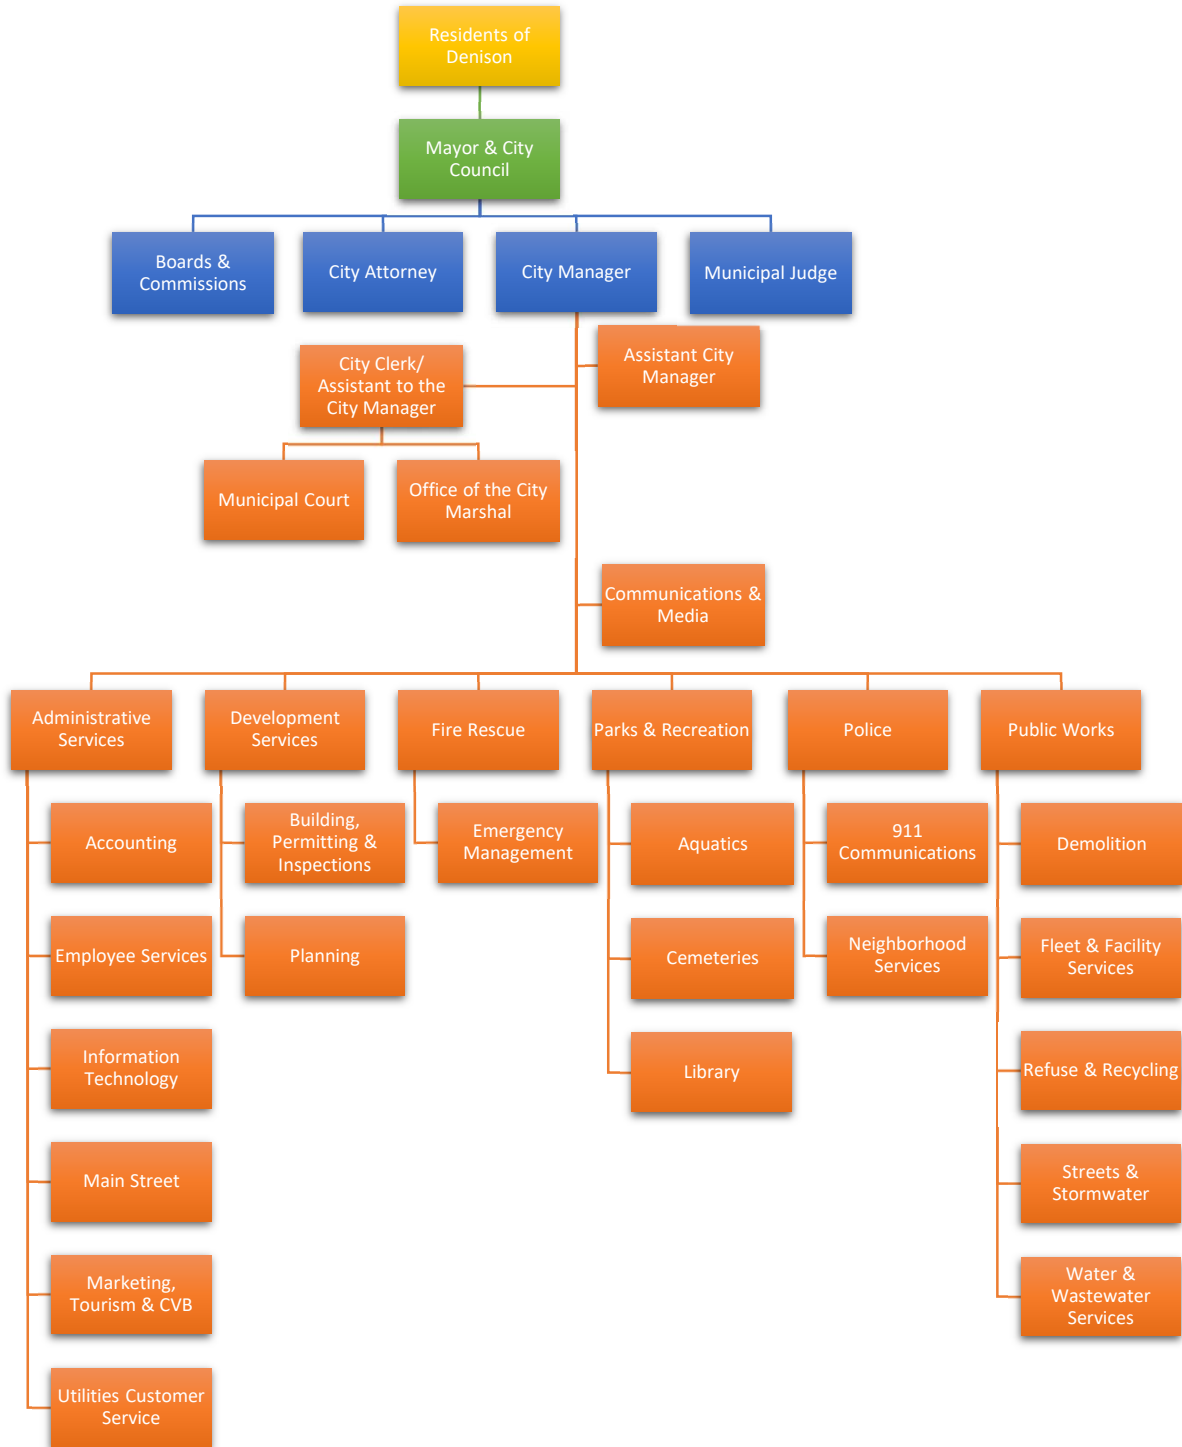 Residents of
Denison
Mayor & City
Council
Boards &
Commissions
City Attorney
City Manager
Municipal Judge
City Clerk/
Assistant to the
City Manager
Assistant City
Manager
Municipal Court
Office of the City
Marshal
Communications &
Media
Administrative
Services
Development
Services
Fire Rescue
Parks & Recreation
Police
Public Works
Accounting
Building,
Permitting &
Inspections
Emergency
Management
Aquatics
911
Communications
Demolition
Employee Services
Planning
Cemeteries
Neighborhood
Services
Fleet & Facility
Services
Information
Technology
Library
Refuse & Recycling
Main Street
Streets &
Stormwater
Marketing,
Tourism & CVB
Water &
Wastewater
Services
Utilities Customer
Service